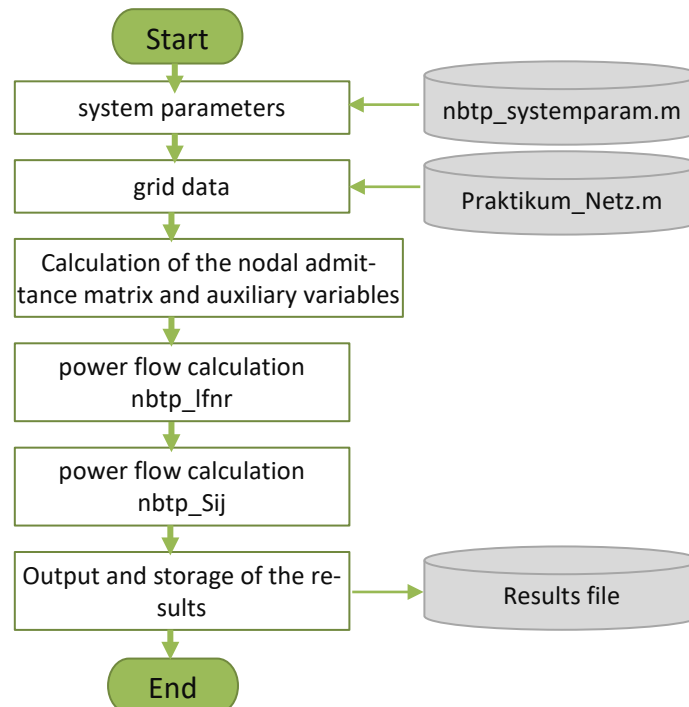 Start
system parameters
nbtp_systemparam.m
grid data
Praktikum_Netz.m
Calculation of the nodal admit-
tance matrix and auxiliary variables
power flow calculation
nbtp_lfnr
power flow calculation
nbtp_Sij
Output and storage of the re-
sults
Results file
End